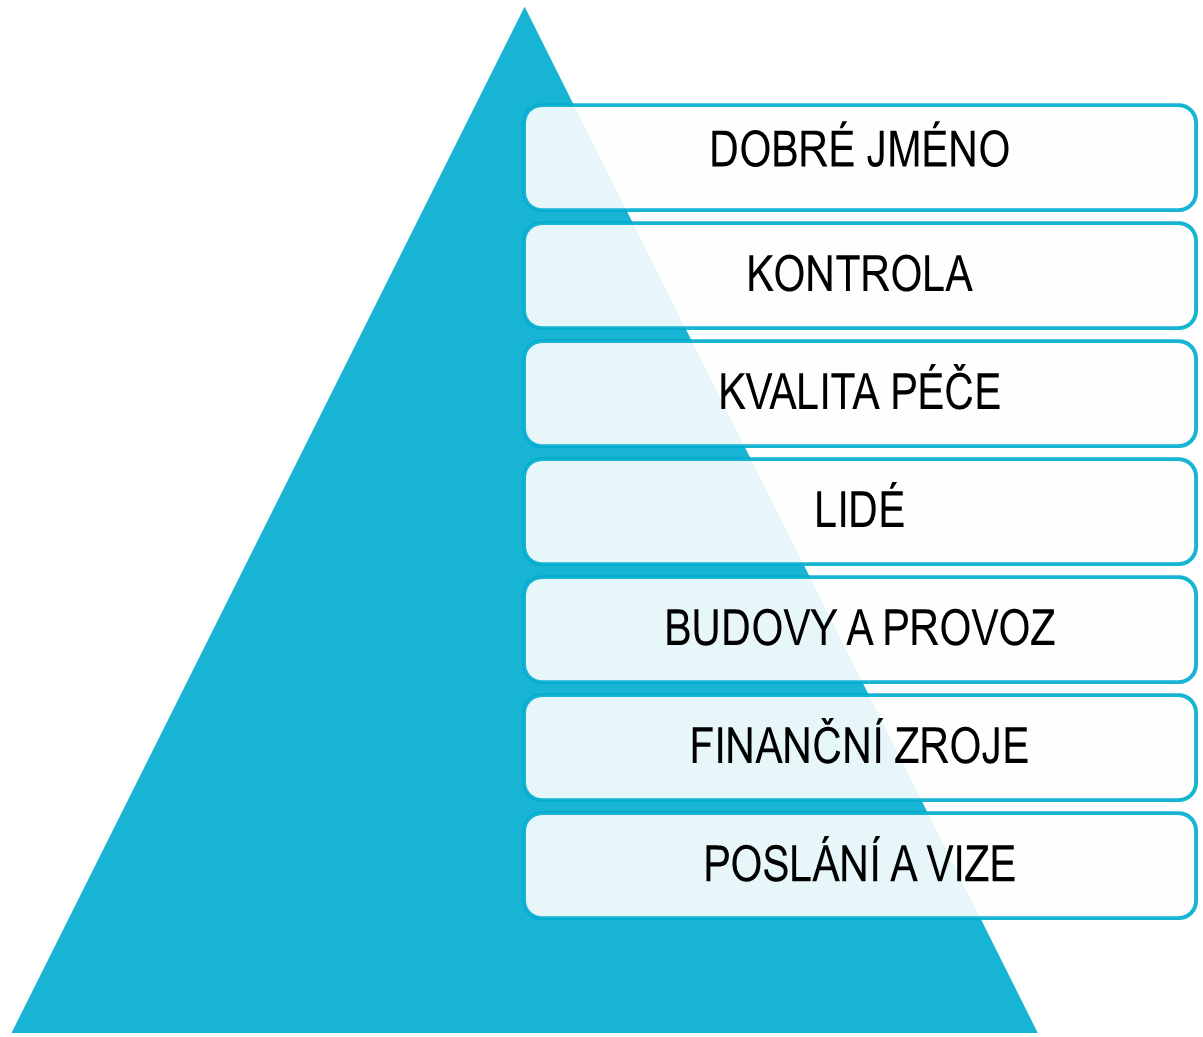 DOBRÉ JMÉNO
KONTROLA
KVALITA PÉČE
LIDÉ
BUDOVY A PROVOZ
FINANČNÍ ZROJE
POSLÁNÍ A VIZE